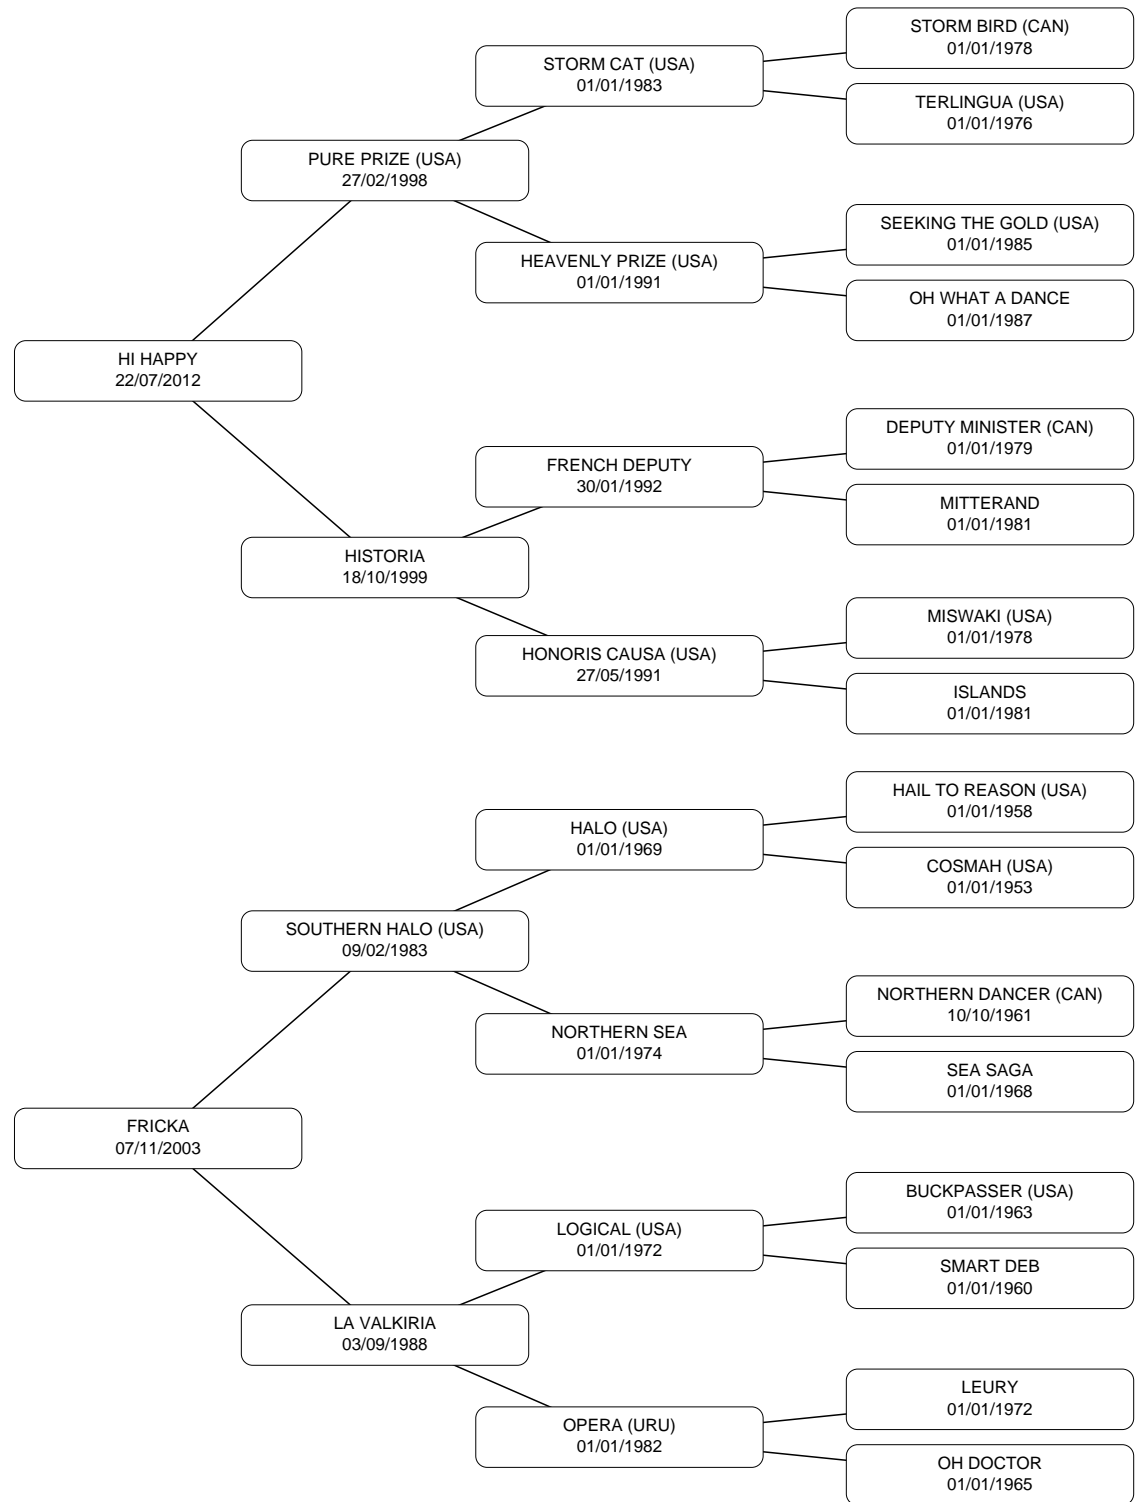 STORM BIRD (CAN)
01/01/1978
STORM CAT (USA)
01/01/1983
TERLINGUA (USA)
01/01/1976
PURE PRIZE (USA)
27/02/1998
SEEKING THE GOLD (USA)
01/01/1985
HEAVENLY PRIZE (USA)
01/01/1991
OH WHAT A DANCE
01/01/1987
HI HAPPY
22/07/2012
DEPUTY MINISTER (CAN)
01/01/1979
FRENCH DEPUTY
30/01/1992
MITTERAND
01/01/1981
HISTORIA
18/10/1999
MISWAKI (USA)
01/01/1978
HONORIS CAUSA (USA)
27/05/1991
ISLANDS
01/01/1981
HAIL TO REASON (USA)
01/01/1958
HALO (USA)
01/01/1969
COSMAH (USA)
01/01/1953
SOUTHERN HALO (USA)
09/02/1983
NORTHERN DANCER (CAN)
10/10/1961
NORTHERN SEA
01/01/1974
SEA SAGA
01/01/1968
FRICKA
07/11/2003
BUCKPASSER (USA)
01/01/1963
LOGICAL (USA)
01/01/1972
SMART DEB
01/01/1960
LA VALKIRIA
03/09/1988
LEURY
01/01/1972
OPERA (URU)
01/01/1982
OH DOCTOR
01/01/1965